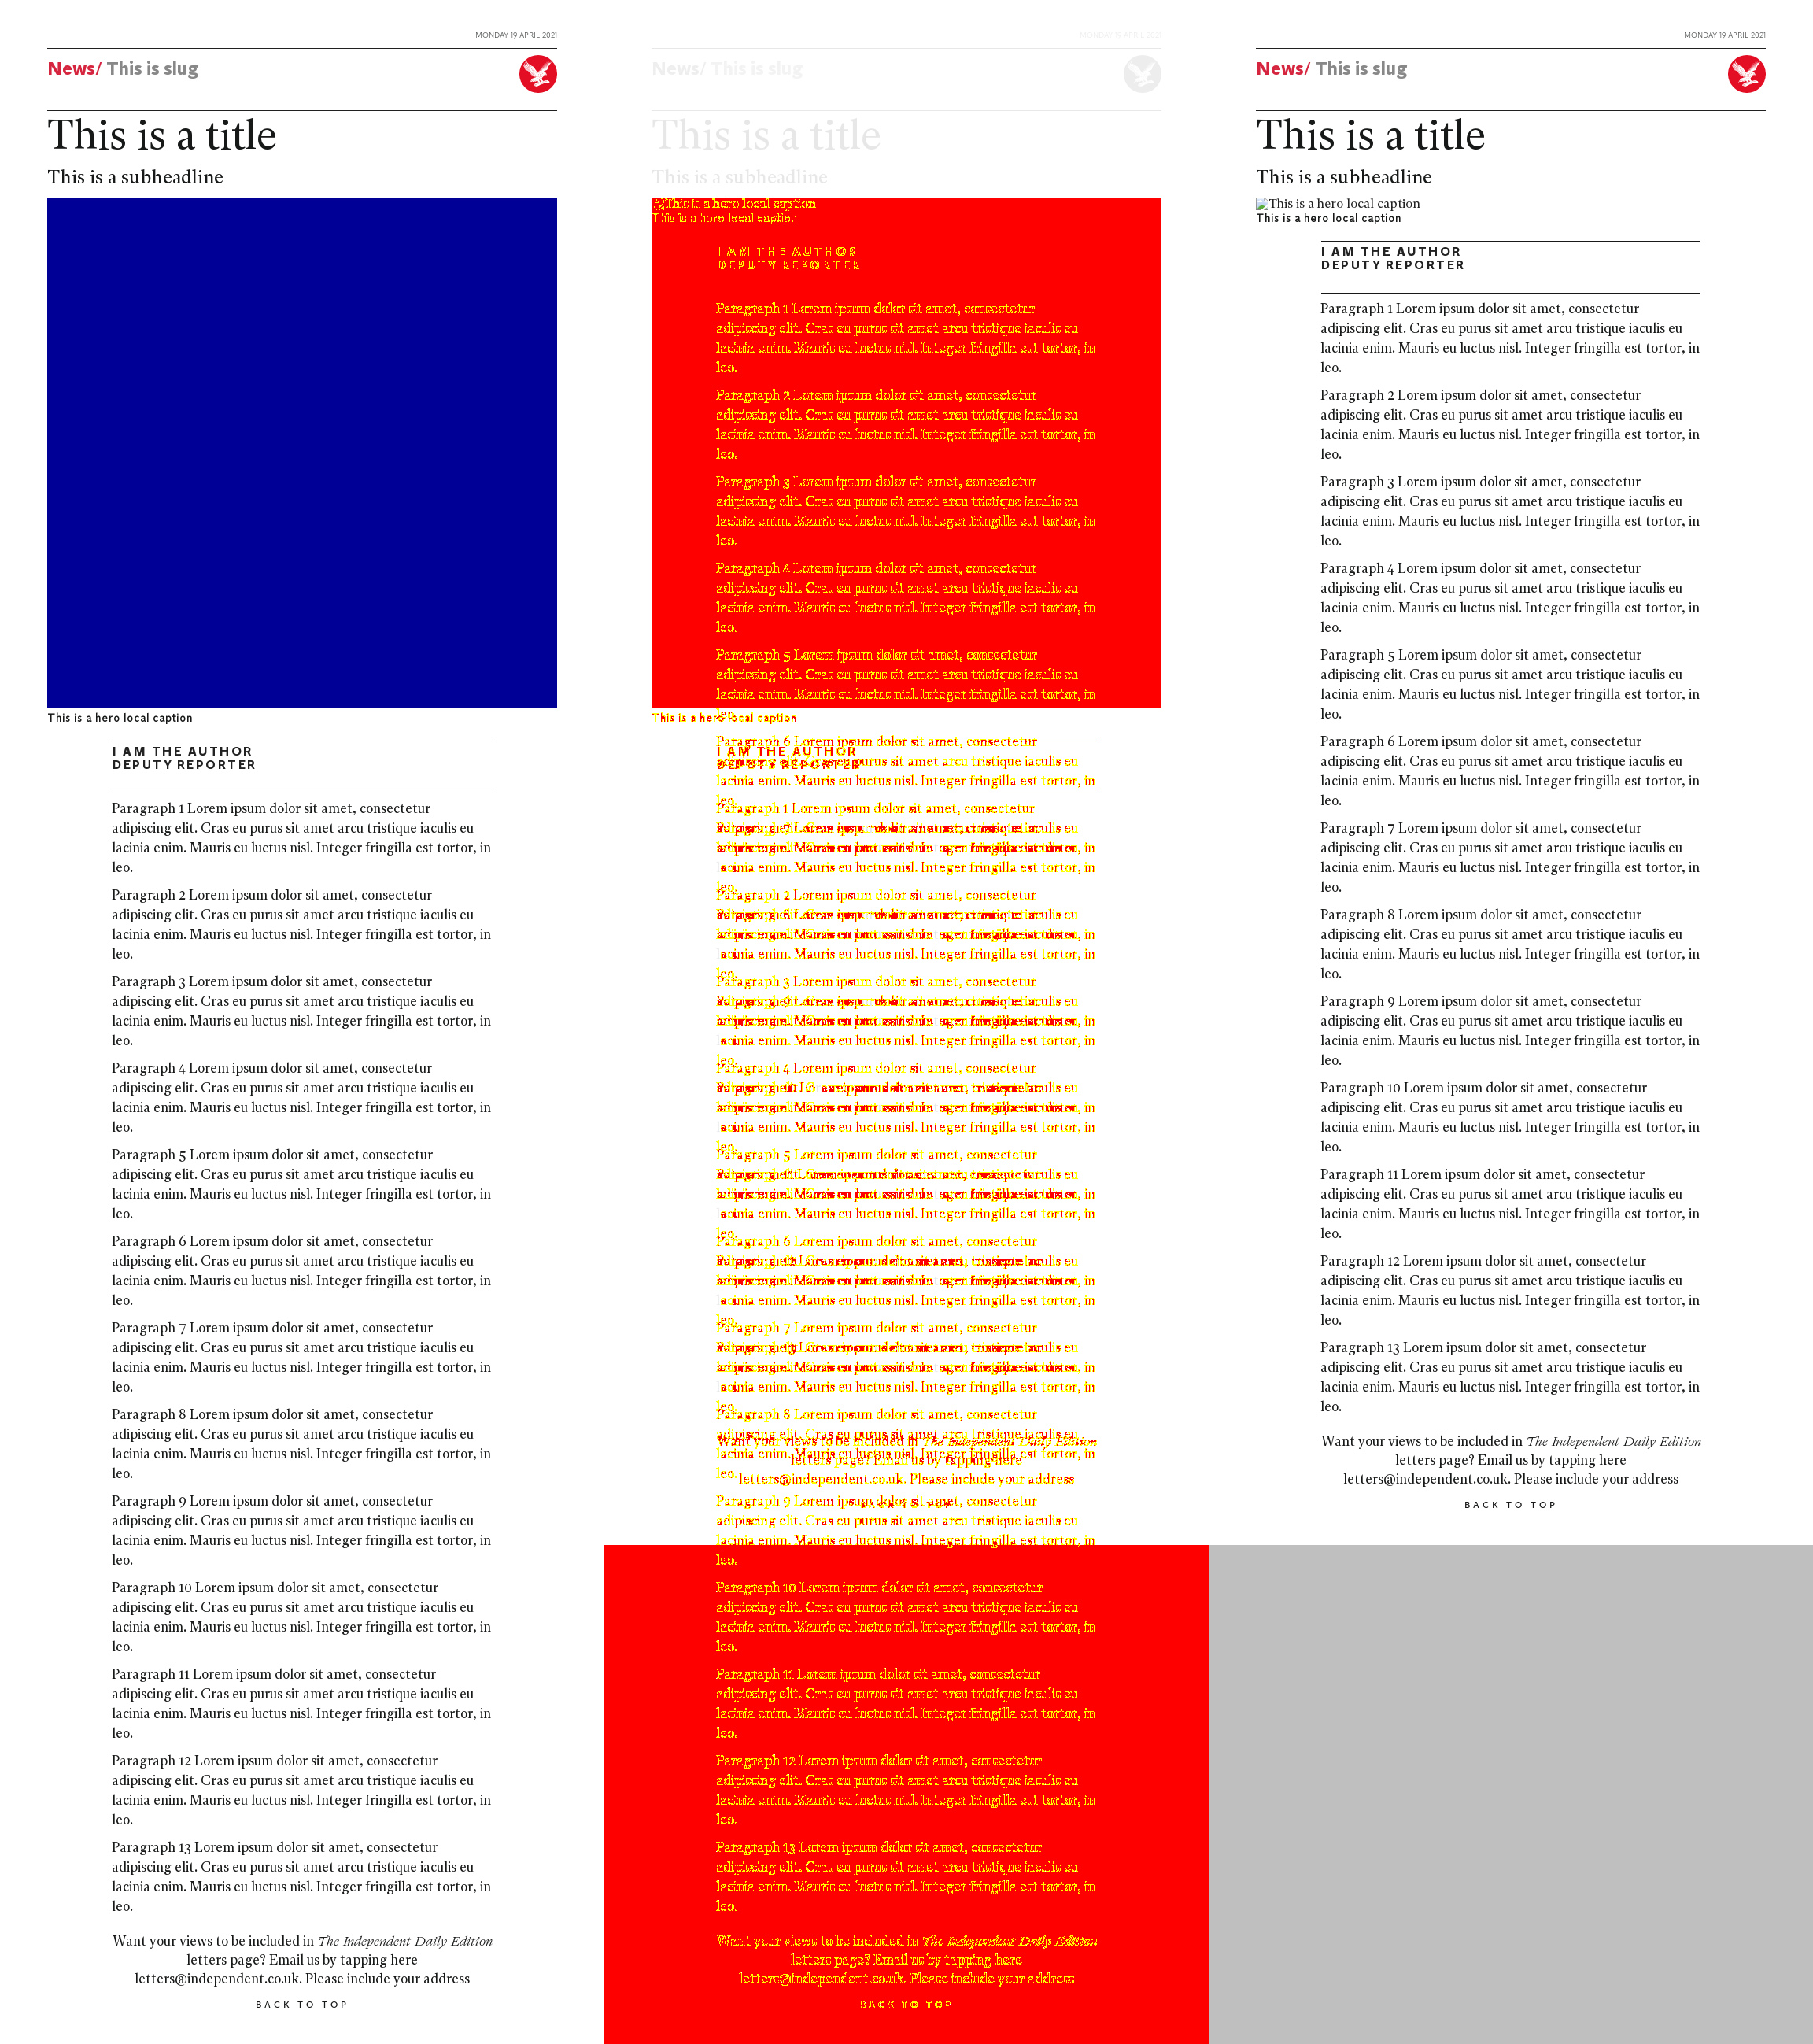 MONDAY 19 APRIL 2021
News/ This is slug
This is a title
This is a subheadline
This is a hero local caption
I AM THE AUTHOR
DEPUTY REPORTER
Paragraph 1 Lorem ipsum dolor sit amet, consectetur
adipiscing elit. Cras eu purus sit amet arcu tristique iaculis eu
lacinia enim. Mauris eu luctus nisl. Integer fringilla est tortor, in
leo.
Paragraph 2 Lorem ipsum dolor sit amet, consectetur
adipiscing elit. Cras eu purus sit amet arcu tristique iaculis eu
lacinia enim. Mauris eu luctus nisl. Integer fringilla est tortor, in
leo.
Paragraph 3 Lorem ipsum dolor sit amet, consectetur
adipiscing elit. Cras eu purus sit amet arcu tristique iaculis eu
lacinia enim. Mauris eu luctus nisl. Integer fringilla est tortor, in
leo.
Paragraph 4 Lorem ipsum dolor sit amet, consectetur
adipiscing elit. Cras eu purus sit amet arcu tristique iaculis eu
lacinia enim. Mauris eu luctus nisl. Integer fringilla est tortor, in
leo.
Paragraph 5 Lorem ipsum dolor sit amet, consectetur
adipiscing elit. Cras eu purus sit amet arcu tristique iaculis eu
lacinia enim. Mauris eu luctus nisl. Integer fringilla est tortor, in
leo.
Paragraph 6 Lorem ipsum dolor sit amet, consectetur
adipiscing elit. Cras eu purus sit amet arcu tristique iaculis eu
lacinia enim. Mauris eu luctus nisl. Integer fringilla est tortor, in
leo.
Paragraph 7 Lorem ipsum dolor sit amet, consectetur
adipiscing elit. Cras eu purus sit amet arcu tristique iaculis eu
lacinia enim. Mauris eu luctus nisl. Integer fringilla est tortor, in
leo.
Paragraph 8 Lorem ipsum dolor sit amet, consectetur
adipiscing elit. Cras eu purus sit amet arcu tristique iaculis eu
lacinia enim. Mauris eu luctus nisl. Integer fringilla est tortor, in
leo.
Paragraph 9 Lorem ipsum dolor sit amet, consectetur
adipiscing elit. Cras eu purus sit amet arcu tristique iaculis eu
lacinia enim. Mauris eu luctus nisl. Integer fringilla est tortor, in
leo.
Paragraph 10 Lorem ipsum dolor sit amet, consectetur
adipiscing elit. Cras eu purus sit amet arcu tristique iaculis eu
lacinia enim. Mauris eu luctus nisl. Integer fringilla est tortor, in
leo.
Paragraph 11 Lorem ipsum dolor sit amet, consectetur
adipiscing elit. Cras eu purus sit amet arcu tristique iaculis eu
lacinia enim. Mauris eu luctus nisl. Integer fringilla est tortor, in
leo.
Paragraph 12 Lorem ipsum dolor sit amet, consectetur
adipiscing elit. Cras eu purus sit amet arcu tristique iaculis eu
lacinia enim. Mauris eu luctus nisl. Integer fringilla est tortor, in
leo.
Paragraph 13 Lorem ipsum dolor sit amet, consectetur
adipiscing elit. Cras eu purus sit amet arcu tristique iaculis eu
lacinia enim. Mauris eu luctus nisl. Integer fringilla est tortor, in
leo.
Want your views to be included in The Independent Daily Edition
letters page? Email us by tapping here
letters@independent.co.uk. Please include your address
BACK TO TOP
MONDAY 19 APRIL 2021
News/ This is slug
This is a title
This is a subheadline
This is a hero local caption
This is a hero local caption
I AM THE AUTHOR
DEPUTY REPORTER
Paragraph 1 Lorem ipsum dolor sit amet, consectetur
adipiscing elit. Cras eu purus sit amet arcu tristique iaculis eu
lacinia enim. Mauris eu luctus nisl. Integer fringilla est tortor, in
leo.
Paragraph 2 Lorem ipsum dolor sit amet, consectetur
adipiscing elit. Cras eu purus sit amet arcu tristique iaculis eu
lacinia enim. Mauris eu luctus nisl. Integer fringilla est tortor, in
leo.
Paragraph 3 Lorem ipsum dolor sit amet, consectetur
adipiscing elit. Cras eu purus sit amet arcu tristique iaculis eu
lacinia enim. Mauris eu luctus nisl. Integer fringilla est tortor, in
leo.
Paragraph 4 Lorem ipsum dolor sit amet, consectetur
adipiscing elit. Cras eu purus sit amet arcu tristique iaculis eu
lacinia enim. Mauris eu luctus nisl. Integer fringilla est tortor, in
leo.
Paragraph 5 Lorem ipsum dolor sit amet, consectetur
adipiscing elit. Cras eu purus sit amet arcu tristique iaculis eu
lacinia enim. Mauris eu luctus nisl. Integer fringilla est tortor, in
leo.
This is a hero local caption
Paragraph 10 Lorem ipsum dolor sit amet, consectetur
adipiscing elit. Cras eu purus sit amet arcu tristique iaculis eu
lacinia enim. Mauris eu luctus nisl. Integer fringilla est tortor, in
leo.
Paragraph 11 Lorem ipsum dolor sit amet, consectetur
adipiscing elit. Cras eu purus sit amet arcu tristique iaculis eu
lacinia enim. Mauris eu luctus nisl. Integer fringilla est tortor, in
leo.
Paragraph 12 Lorem ipsum dolor sit amet, consectetur
adipiscing elit. Cras eu purus sit amet arcu tristique iaculis eu
lacinia enim. Mauris eu luctus nisl. Integer fringilla est tortor, in
leo.
Paragraph 13 Lorem ipsum dolor sit amet, consectetur
adipiscing elit. Cras eu purus sit amet arcu tristique iaculis eu
lacinia enim. Mauris eu luctus nisl. Integer fringilla est tortor, in
leo.
Want your views to be included in The Independent Daily Edition
letters page? Email us by tapping here
letters@independent.co.uk. Please include your address
BACK TO TOP
MONDAY 19 APRIL 2021
News/ This is slug
This is a title
This is a subheadline
This is a hero local caption
This is a hero local caption
I AM THE AUTHOR
DEPUTY REPORTER
Paragraph 1 Lorem ipsum dolor sit amet, consectetur
adipiscing elit. Cras eu purus sit amet arcu tristique iaculis eu
lacinia enim. Mauris eu luctus nisl. Integer fringilla est tortor, in
leo.
Paragraph 2 Lorem ipsum dolor sit amet, consectetur
adipiscing elit. Cras eu purus sit amet arcu tristique iaculis eu
lacinia enim. Mauris eu luctus nisl. Integer fringilla est tortor, in
leo.
Paragraph 3 Lorem ipsum dolor sit amet, consectetur
adipiscing elit. Cras eu purus sit amet arcu tristique iaculis eu
lacinia enim. Mauris eu luctus nisl. Integer fringilla est tortor, in
leo.
Paragraph 4 Lorem ipsum dolor sit amet, consectetur
adipiscing elit. Cras eu purus sit amet arcu tristique iaculis eu
lacinia enim. Mauris eu luctus nisl. Integer fringilla est tortor, in
leo.
Paragraph 5 Lorem ipsum dolor sit amet, consectetur
adipiscing elit. Cras eu purus sit amet arcu tristique iaculis eu
lacinia enim. Mauris eu luctus nisl. Integer fringilla est tortor, in
leo.
Paragraph 6 Lorem ipsum dolor sit amet, consectetur
adipiscing elit. Cras eu purus sit amet arcu tristique iaculis eu
lacinia enim. Mauris eu luctus nisl. Integer fringilla est tortor, in
leo.
Paragraph 7 Lorem ipsum dolor sit amet, consectetur
adipiscing elit. Cras eu purus sit amet arcu tristique iaculis eu
lacinia enim. Mauris eu luctus nisl. Integer fringilla est tortor, in
leo.
Paragraph 8 Lorem ipsum dolor sit amet, consectetur
adipiscing elit. Cras eu purus sit amet arcu tristique iaculis eu
lacinia enim. Mauris eu luctus nisl. Integer fringilla est tortor, in
leo.
Paragraph 9 Lorem ipsum dolor sit amet, consectetur
adipiscing elit. Cras eu purus sit amet arcu tristique iaculis eu
lacinia enim. Mauris eu luctus nisl. Integer fringilla est tortor, in
leo.
Paragraph 10 Lorem ipsum dolor sit amet, consectetur
adipiscing elit. Cras eu purus sit amet arcu tristique iaculis eu
lacinia enim. Mauris eu luctus nisl. Integer fringilla est tortor, in
leo.
Paragraph 11 Lorem ipsum dolor sit amet, consectetur
adipiscing elit. Cras eu purus sit amet arcu tristique iaculis eu
lacinia enim. Mauris eu luctus nisl. Integer fringilla est tortor, in
leo.
Paragraph 12 Lorem ipsum dolor sit amet, consectetur
adipiscing elit. Cras eu purus sit amet arcu tristique iaculis eu
lacinia enim. Mauris eu luctus nisl. Integer fringilla est tortor, in
leo.
Paragraph 13 Lorem ipsum dolor sit amet, consectetur
adipiscing elit. Cras eu purus sit amet arcu tristique iaculis eu
lacinia enim. Mauris eu luctus nisl. Integer fringilla est tortor, in
leo.
Want your views to be included in The Independent Daily Edition
letters page? Email us by tapping here
letters@independent.co.uk. Please include your address
BACK TO TOP